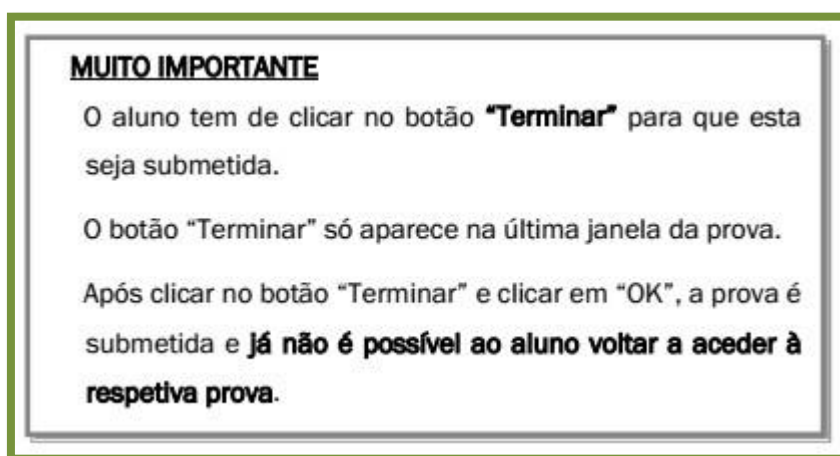 MUITO IMPORTANTE
O aluno tem de clicar no botão “Terminar” para que esta
seja submetida.
O botão “Terminar” só aparece na última janela da prova.
Após clicar no botão “Terminar” e clicar em “OK”, a prova é
submetida e já não é possível ao aluno voltar a aceder à
respetiva prova.